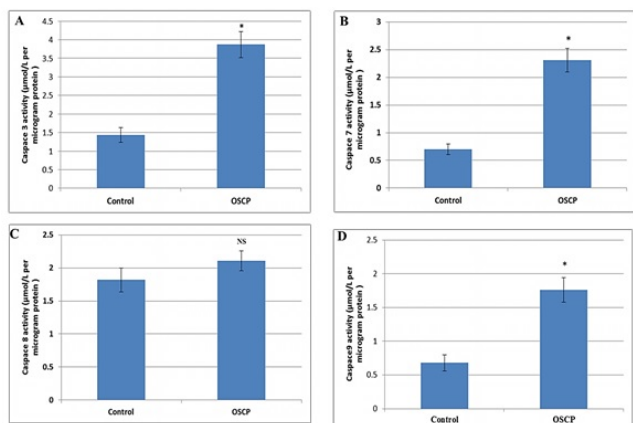 A
Caspace 3 activity (µmol/L per
microgram protein )
4.5
4
3.5
3
2.5
2
1.5
1
0.5
0
*
Control
OSCP
B
Caspace 7 activity (µmol/L per
microgram protein )
3
2.5
2
1.5
1
0.5
0
*
Control
OSCP
C
Caspace 8 activity (µmol/L per
microgram protein )
2.5
2
1.5
1
0.5
0
NS
Control
OSCP
D
Caspace9 activity (µmol/L per
microgram protein )
2.5
2
1.5
1
0.5
0
*
Control
OSCP